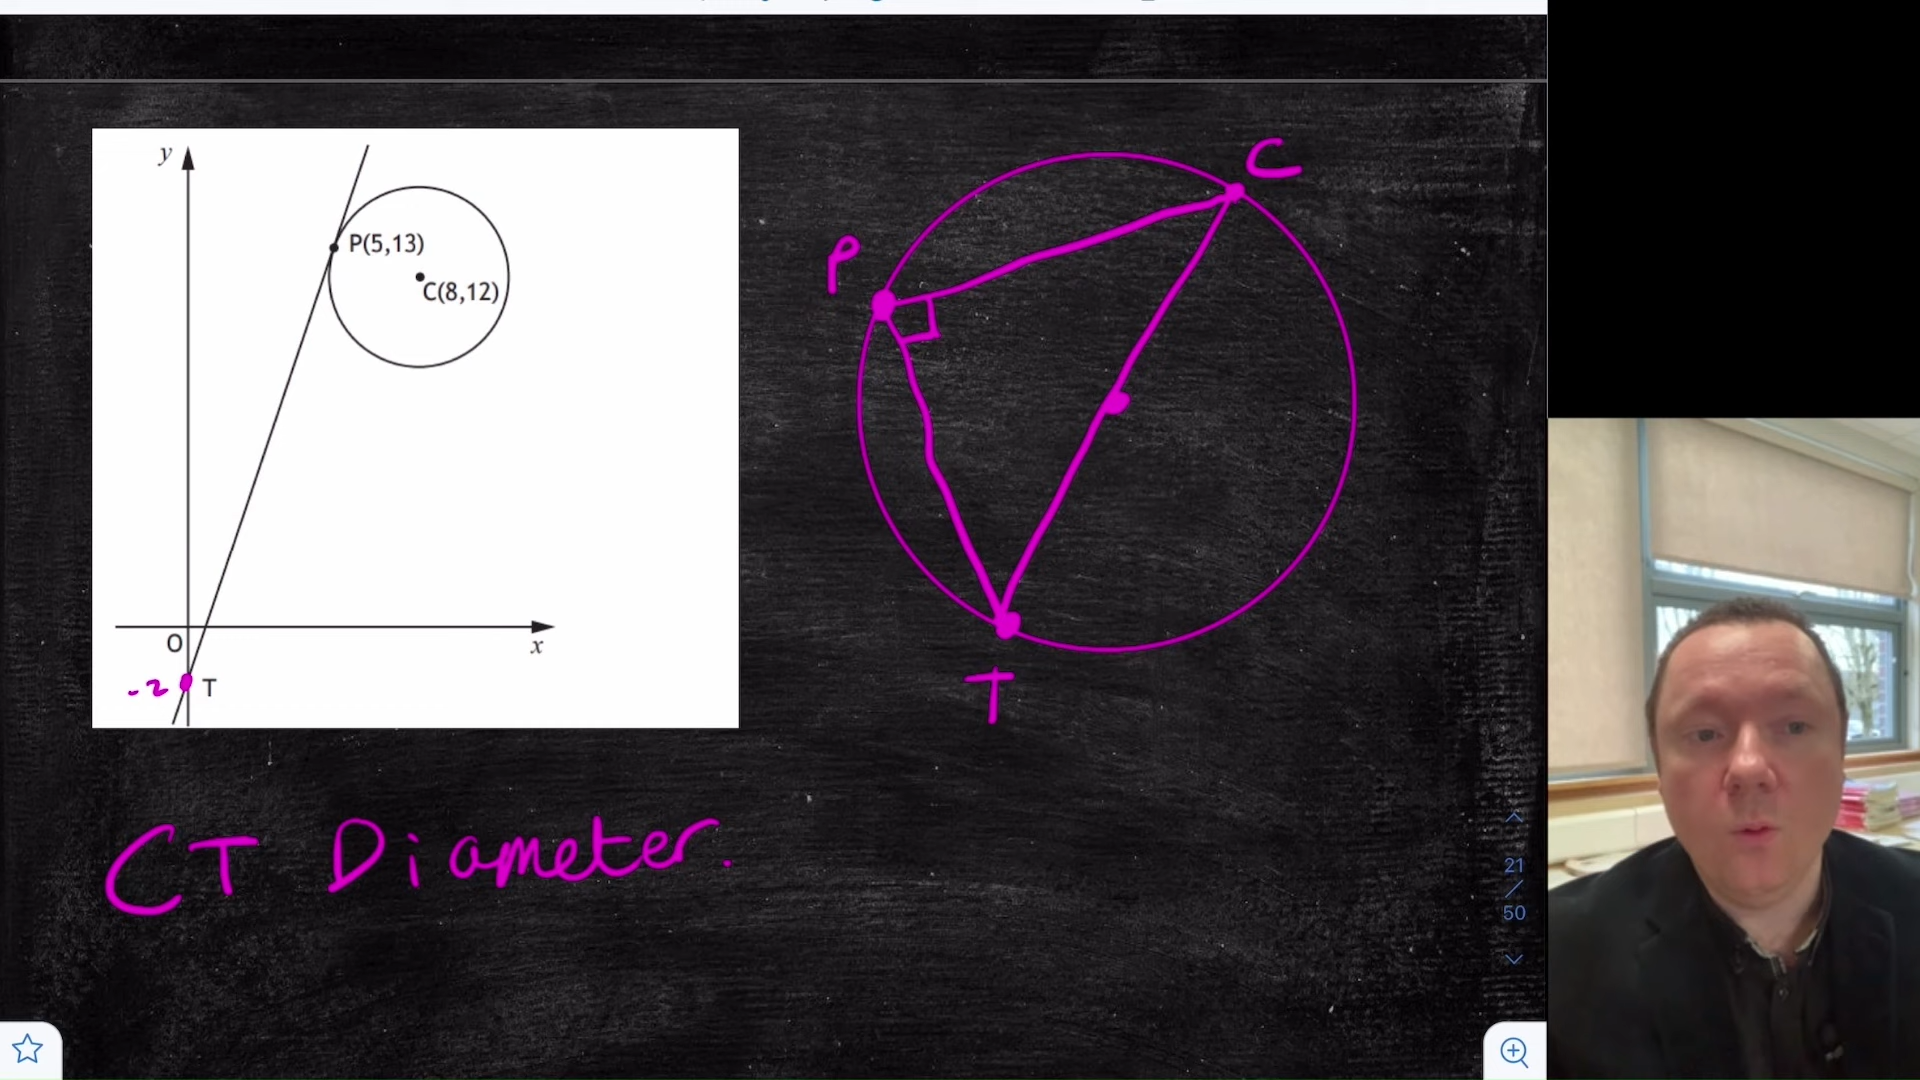 y
P(5,13)
C(8,12)
O
x
-2
T
C
P
T
CT Diameter.
21
/
50